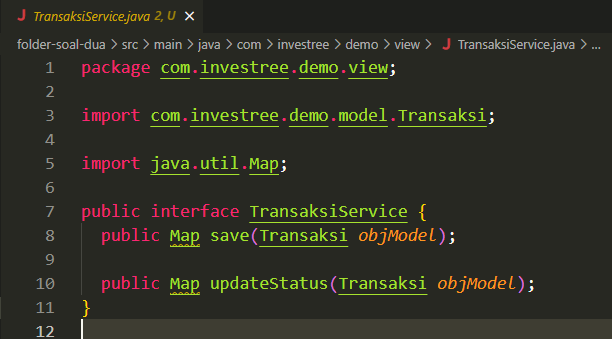 TransaksiService.java 2, U
folder-soal-dua > src > main > java > com > investree > demo > view > TransaksiService.java > ...
1 package com.investree.demo.view;
2
3 import com.investree.demo.model.Transaksi;
4
5 import java.util.Map;
6
7 public interface TransaksiService {
8 public Map save(Transaksi objModel);
9
10 public Map updateStatus(Transaksi objModel);
11 }
12